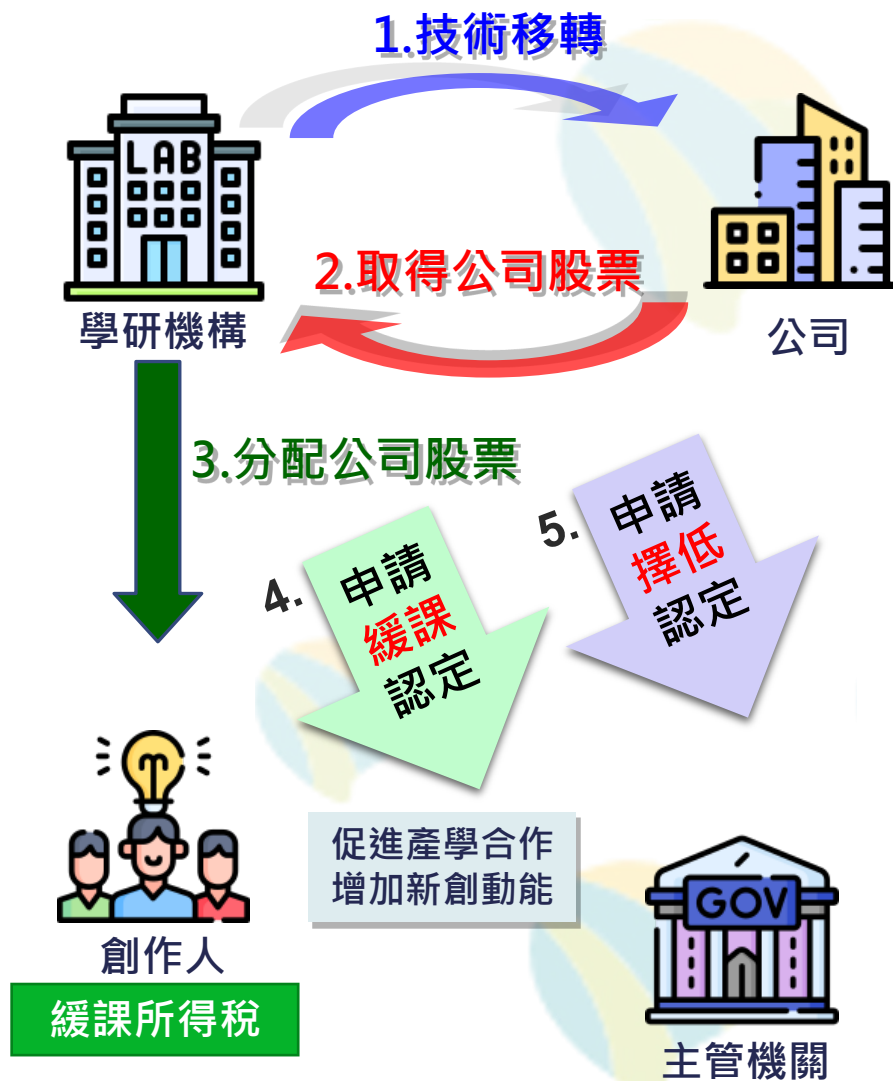 1.技術移轉
LAB
2.取得公司股票
學研機構
公司
3.分配公司股票
4.
申請
緩課
認定
5.
申請
擇低
認定
促進產學合作
增加新創動能
創作人
緩課所得稅
GOV
主管機關